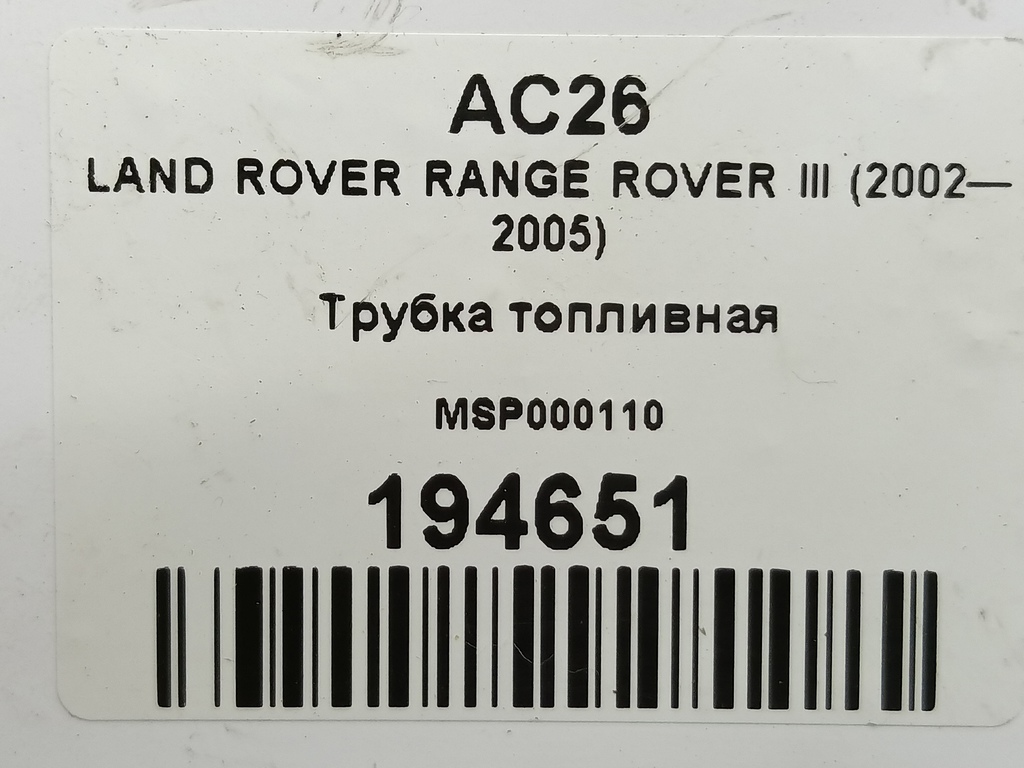 AC26
LAND ROVER RANGE ROVER III (2002—
2005)
Трубка топливная
MSP000110
194651